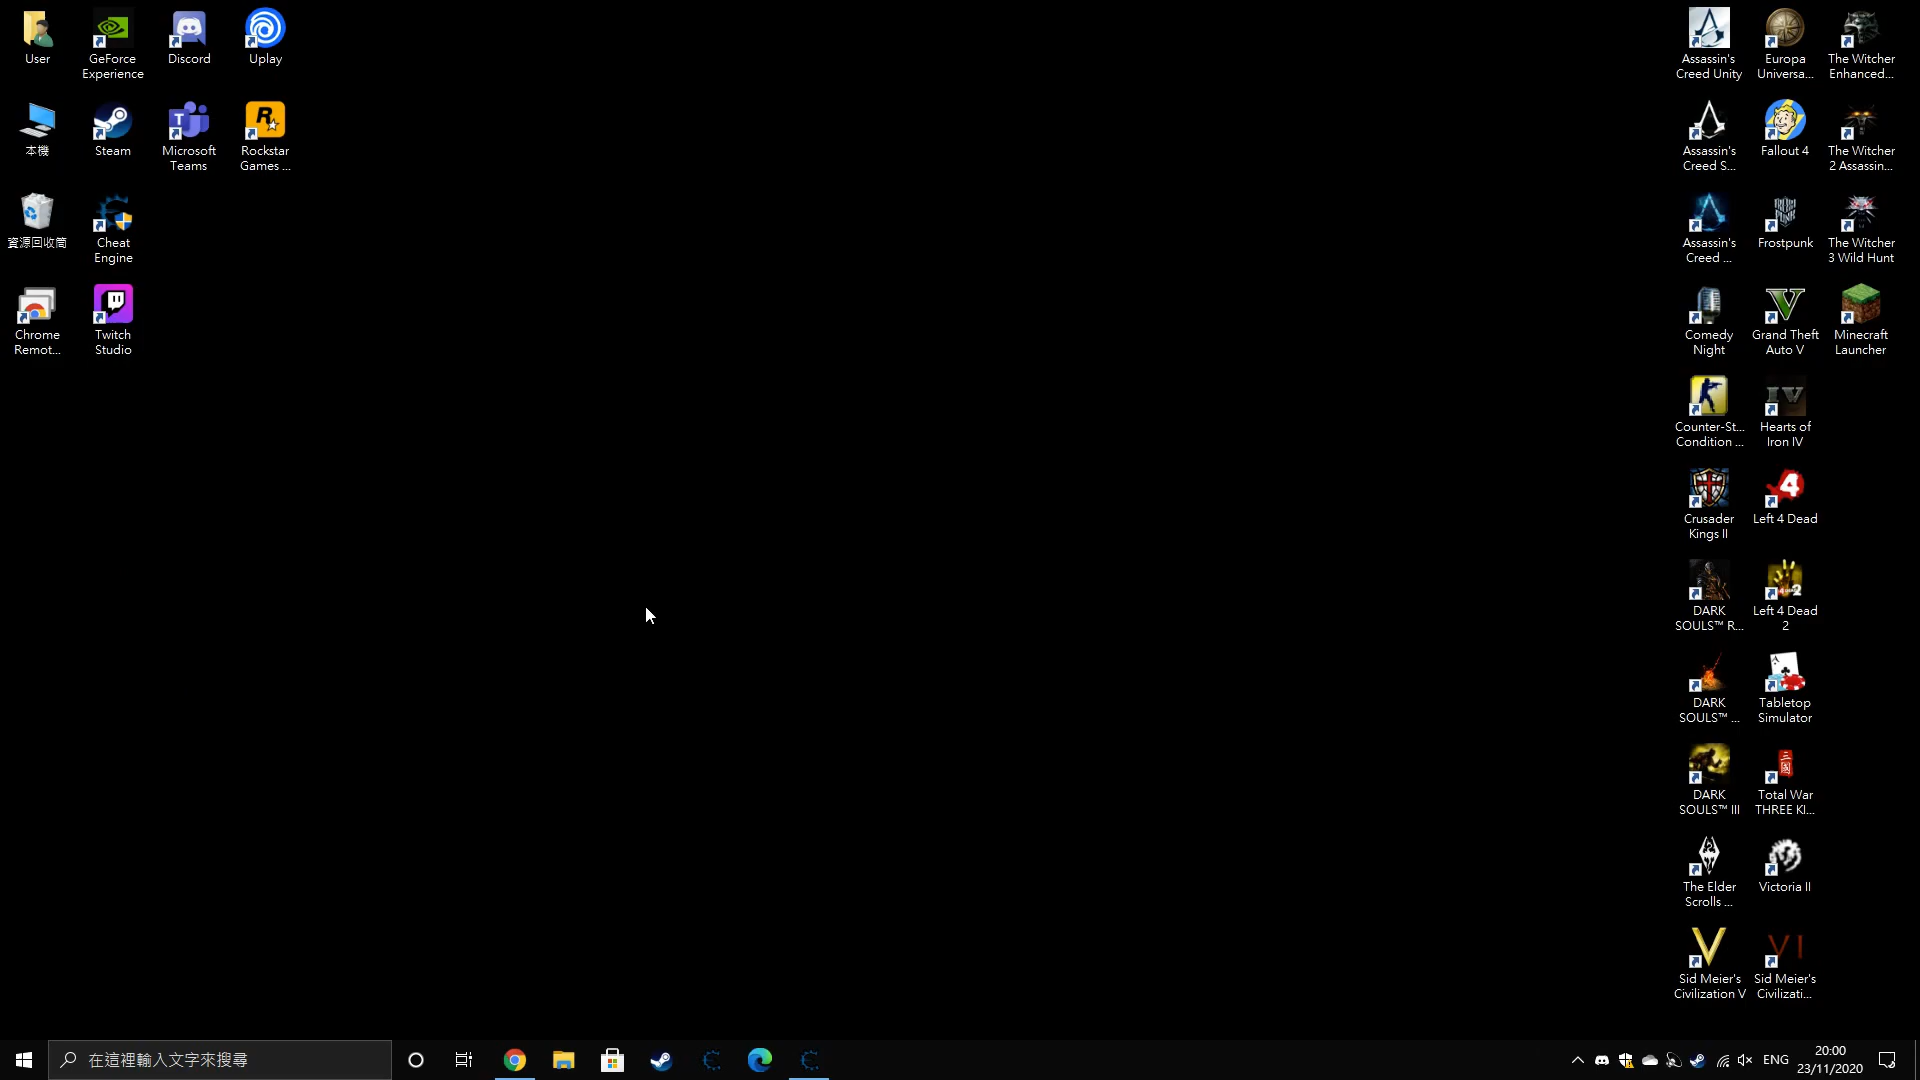 User
GeForce
Experience
Discord
Uplay
本機
Steam
Microsoft
Teams
Rockstar
Games ...
資源回收筒
Cheat
Engine
Chrome
Remot...
Twitch
Studio
Assassin's
Creed Unity
Europa
Universa...
The Witcher
Enhanced...
Assassin's
Creed S...
Fallout 4
The Witcher
2 Assassin...
Assassin's
Creed ...
Frostpunk
The Witcher
3 Wild Hunt
Comedy
Night
Grand Theft
Auto V
Minecraft
Launcher
Counter-St...
Condition ...
Hearts of
Iron IV
Crusader
Kings II
Left 4 Dead
DARK
SOULS™ R...
Left 4 Dead
2
DARK
SOULS™ ...
Tabletop
Simulator
DARK
SOULS™ III
Total War
THREE KI...
The Elder
Scrolls ...
Victoria II
Sid Meier's
Civilization V
Sid Meier's
Civilizati...
在這裡輸入文字來搜尋
ENG
20:00
23/11/2020